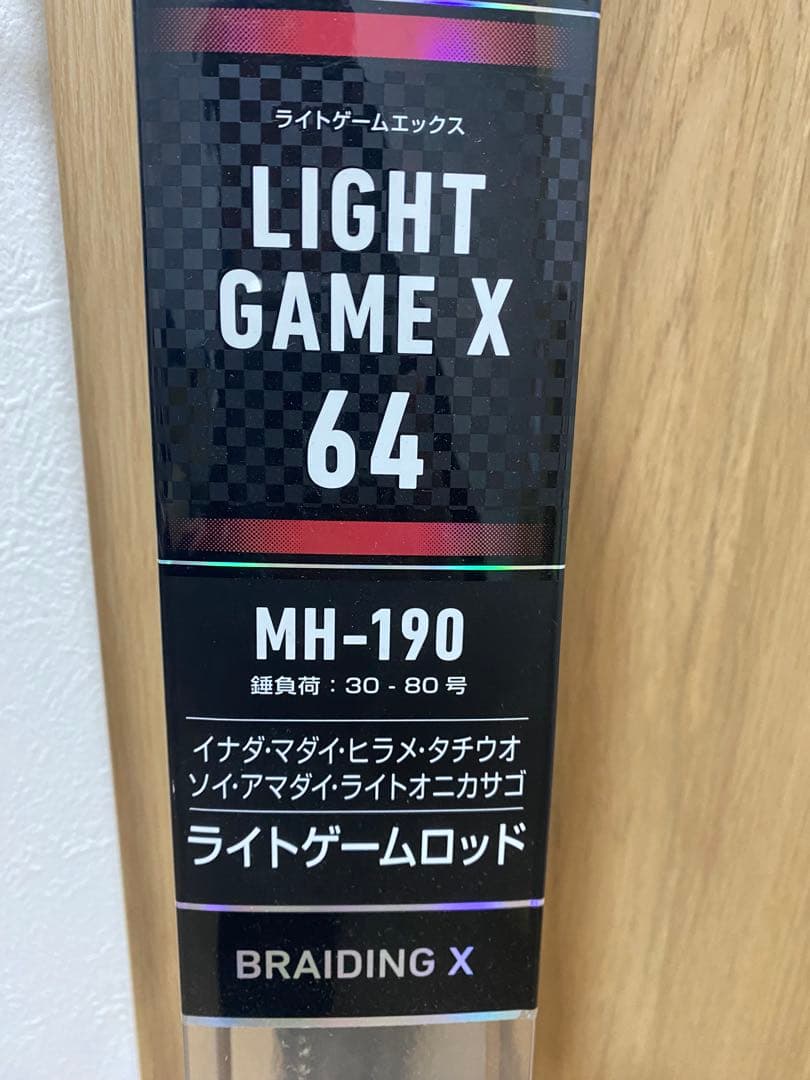 ライトゲームエックス
LIGHT
GAME X
64
MH-190
錘負荷：30 - 80 号
イナダ・マダイ・ヒラメ・タチウオ
ソイ・アマダイ・ライトオニカサゴ
ライトゲームロッド
BRAIDING X